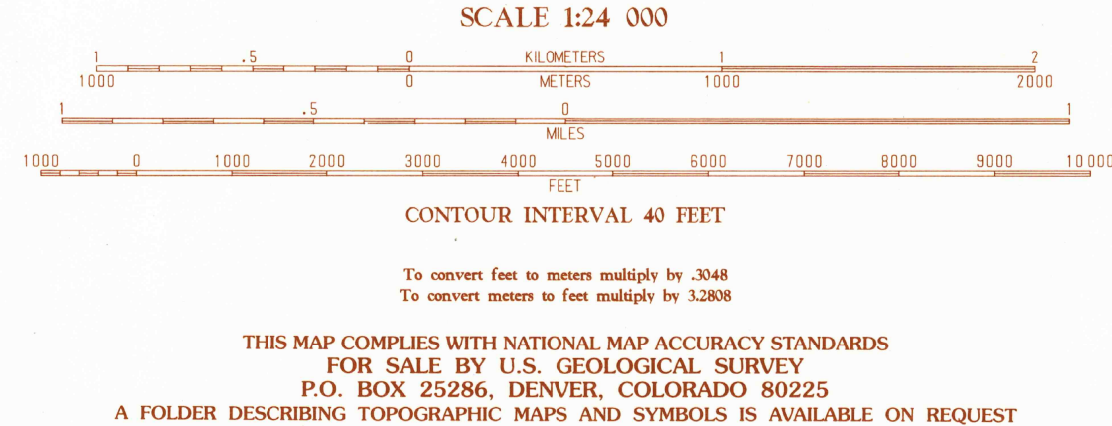 SCALE 1:24 000
1 .5 0 KILOMETERS 1 2
1000 0 METERS 1000 2000
1 .5 0 1
MILES
1000 0 1000 2000 3000 4000 5000 6000 7000 8000 9000 10 000
FEET
CONTOUR INTERVAL 40 FEET
To convert feet to meters multiply by .3048
To convert meters to feet multiply by 3.2808
THIS MAP COMPLIES WITH NATIONAL MAP ACCURACY STANDARDS
FOR SALE BY U.S. GEOLOGICAL SURVEY
P.O. BOX 25286, DENVER, COLORADO 80225
A FOLDER DESCRIBING TOPOGRAPHIC MAPS AND SYMBOLS IS AVAILABLE ON REQUEST